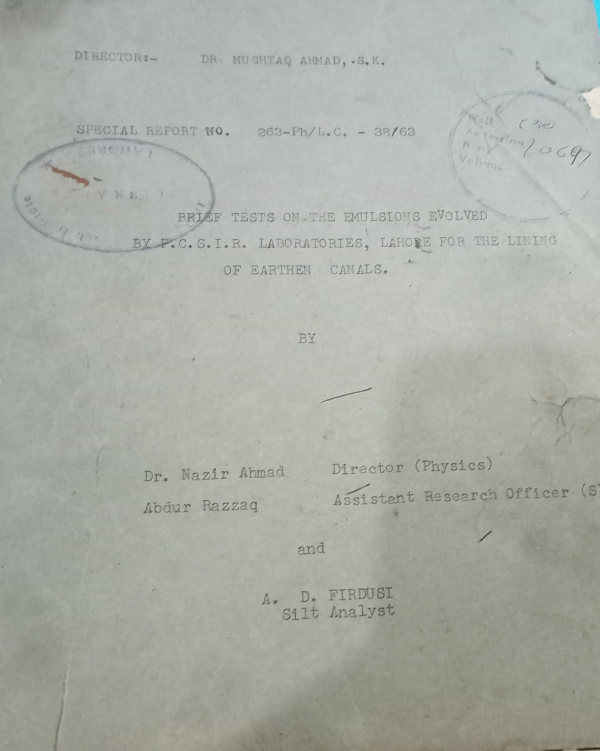 DIRECTOR:- DR. MUSHTAQ AHMAD, .S.K.
SPECIAL REPORT NO. 263-Ph/L.C. - 38/63
LAHORE
20697
BRIEF TESTS ON THE EMULSIONS EVOLVED
BY P.C.S.I.R. LABORATORIES, LAHORE FOR THE LINING
OF EARTHEN CANALS.
BY
Dr. Nazir Ahmad Director (Physics)
Abdur Razzaq Assistant Research Officer (S
and
A. D. FIRDUSI
Silt Analyst